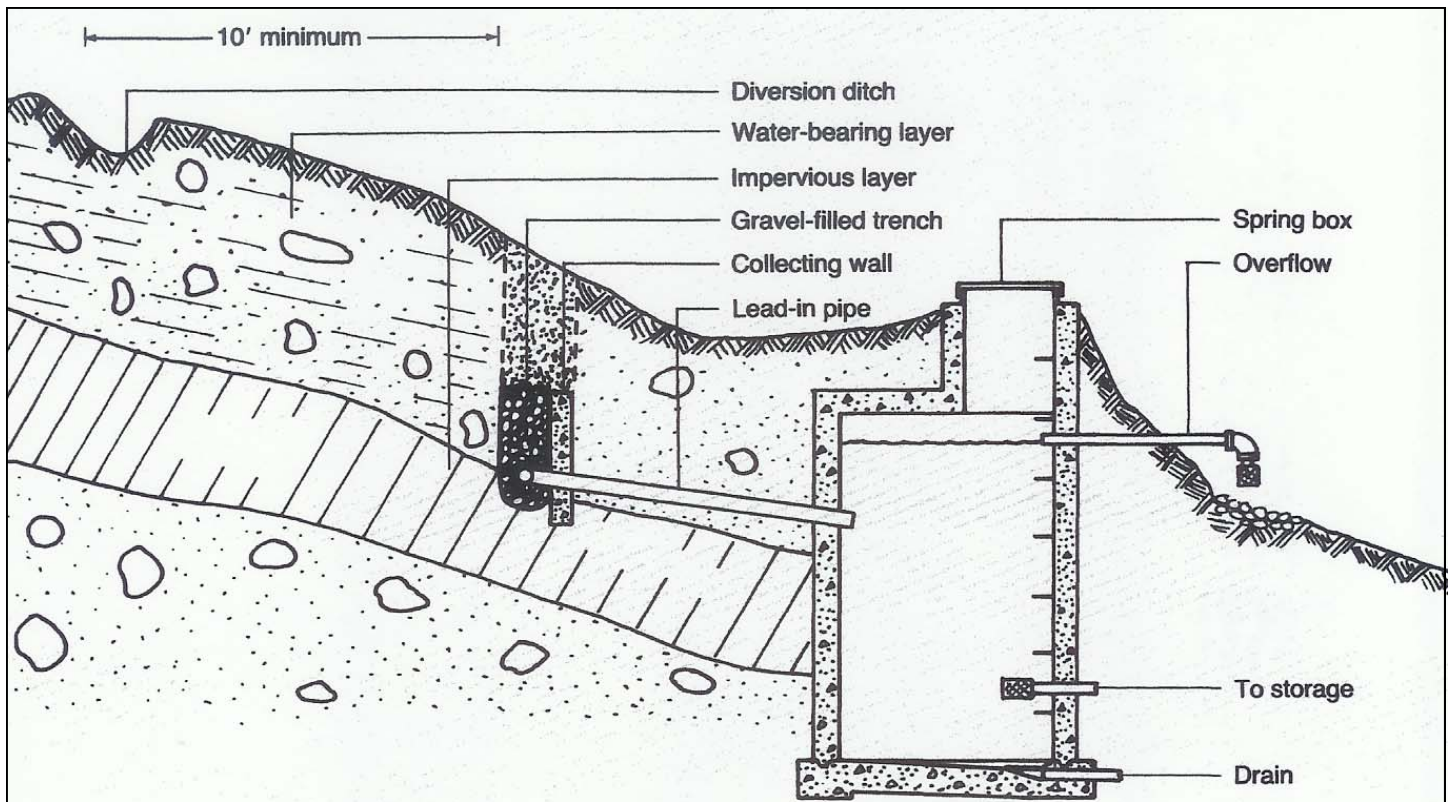 10' minimum
Diversion ditch
Water-bearing layer
Impervious layer
Gravel-filled trench
Collecting wall
Lead-in pipe
Spring box
Overflow
To storage
Drain